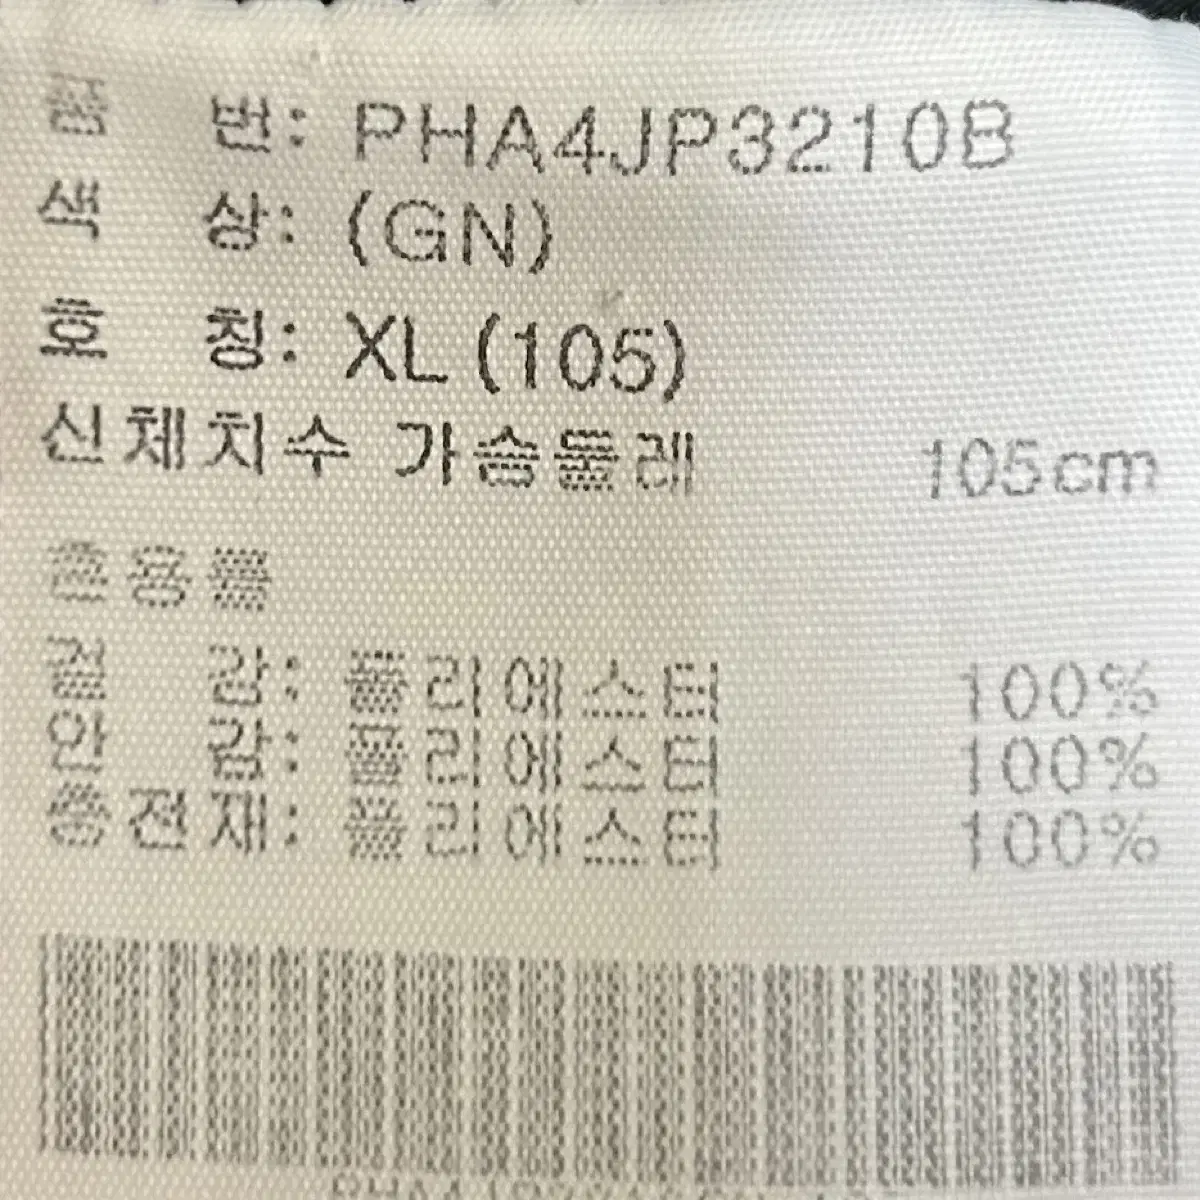 품 번: PHA4JP3210B
색 상: (GN)
호 칭: XL (105)
신체치수 가슴둘레 105cm
혼용률
겉 감: 폴리에스터 100%
안 감: 폴리에스터 100%
충전재: 폴리에스터 100%